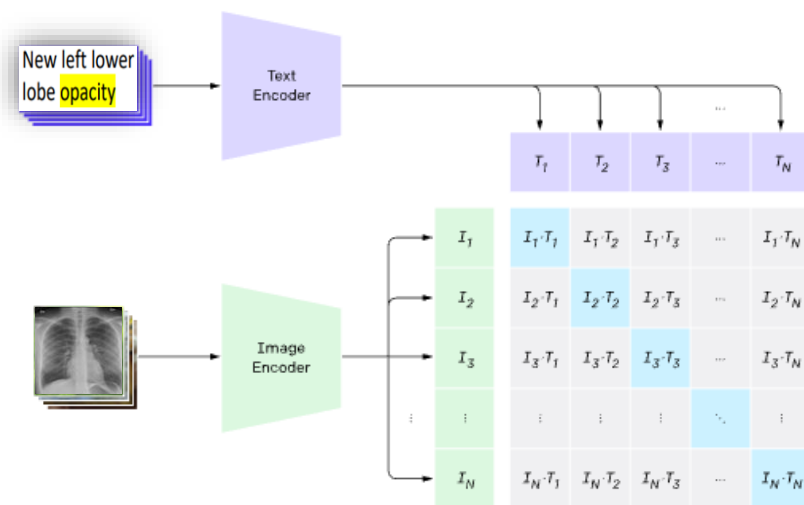 New left lower
lobe opacity
Text
Encoder
...
T1 T2 T3 ... TN
I1 I1·T1 I1·T2 I1·T3 ... I1·TN
I2 I2·T1 I2·T2 I2·T3 ... I2·TN
Image
Encoder
I3 I3·T1 I3·T2 I3·T3 ... I3·TN
⋮ ⋮ ⋮ ⋮ ⋮ ⋱ ⋮
IN IN·T1 IN·T2 IN·T3 ... IN·TN